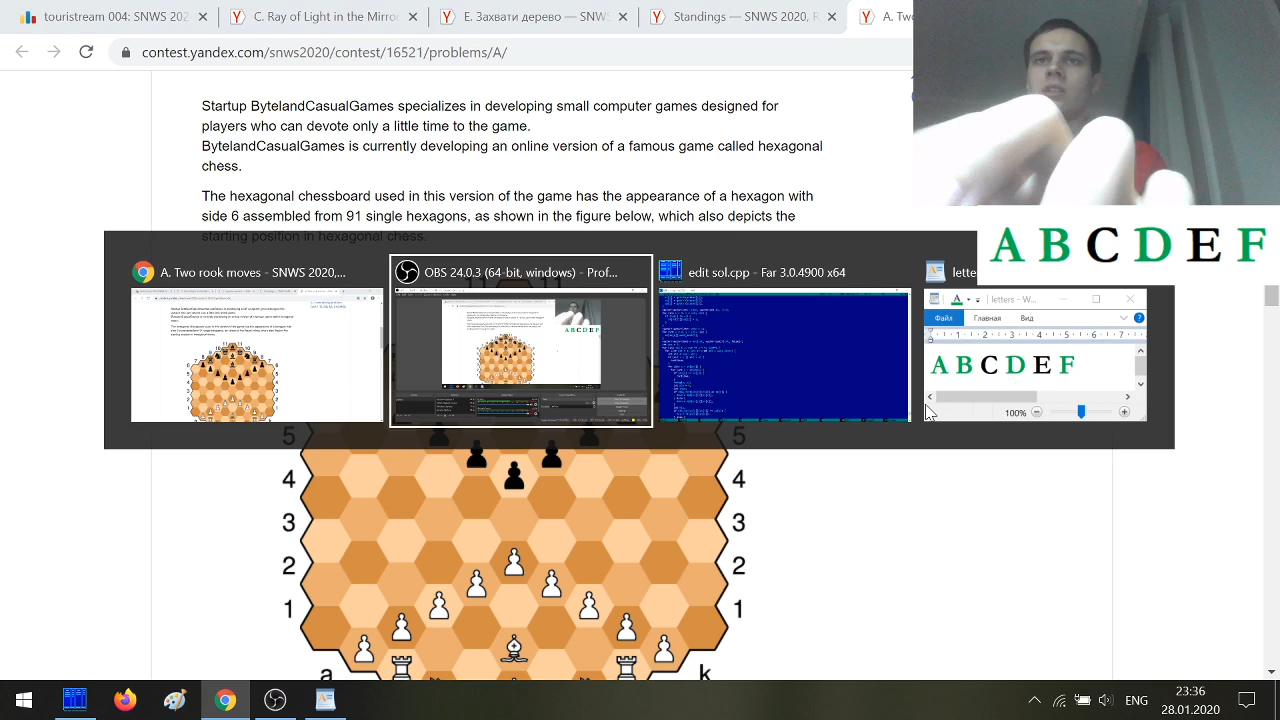 touristream 004: SNWS 202
C. Ray of Light in the Mirror
E. Захвати дерево — SNWS
Standings — SNWS 2020, R
A. Tw
contest.yandex.com/snws2020/contest/16521/problems/A/
Startup BytelandCasualGames specializes in developing small computer games designed for
players who can devote only a little time to the game.
BytelandCasualGames is currently developing an online version of a famous game called hexagonal
chess.
The hexagonal chessboard used in this version of the game has the appearance of a hexagon with
side 6 assembled from 91 single hexagons, as shown in the figure below, which also depicts the
starting position in hexagonal chess.
A B C D E F
A. Two rook moves - SNWS 2020,...
OBS 24.0.3 (64-bit, windows) - Prof...
edit sol.cpp - Far 3.0.4900 x64
lette
letters - W...
Файл Главная Вид
1 2 3 4 5 6 7
A B C D E F
100%
5 5
4 4
3 3
2 2
1 1
a k
ENG
23:36
28.01.2020